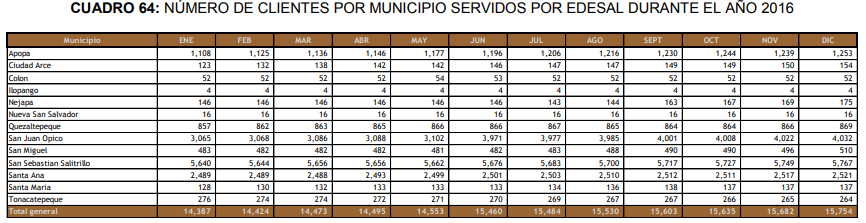 CUADRO 64: NÚMERO DE CLIENTES POR MUNICIPIO SERVIDOS POR EDESAL DURANTE EL AÑO 2016
Municipio ENE FEB MAR ABR MAY JUN JUL AGO SEPT OCT NOV DIC
Apopa 1,108 1,125 1,136 1,146 1,177 1,196 1,206 1,216 1,230 1,244 1,239 1,253
Ciudad Arce 123 132 138 142 142 146 147 147 149 149 150 154
Colon 52 52 52 52 54 53 52 52 52 52 52 52
Ilopango 4 4 4 4 4 4 4 4 4 4 4 4
Nejapa 146 146 146 146 146 146 143 144 163 167 169 175
Nueva San Salvador 16 16 16 16 16 16 16 16 16 16 16 16
Quezaltepeque 857 862 863 865 866 866 867 865 864 864 866 869
San Juan Opico 3,065 3,068 3,086 3,088 3,102 3,971 3,977 3,985 4,001 4,008 4,022 4,032
San Miguel 483 482 482 482 481 482 483 488 490 490 496 510
San Sebastian Salitrillo 5,640 5,644 5,656 5,656 5,662 5,676 5,683 5,700 5,717 5,727 5,749 5,767
Santa Ana 2,489 2,489 2,488 2,493 2,499 2,501 2,503 2,510 2,512 2,511 2,517 2,521
Santa Maria 128 130 132 133 133 133 134 136 138 137 137 137
Tonacatepeque 276 274 274 272 271 270 269 267 267 266 265 264
Total general 14,387 14,424 14,473 14,495 14,553 15,460 15,484 15,530 15,603 15,635 15,682 15,754